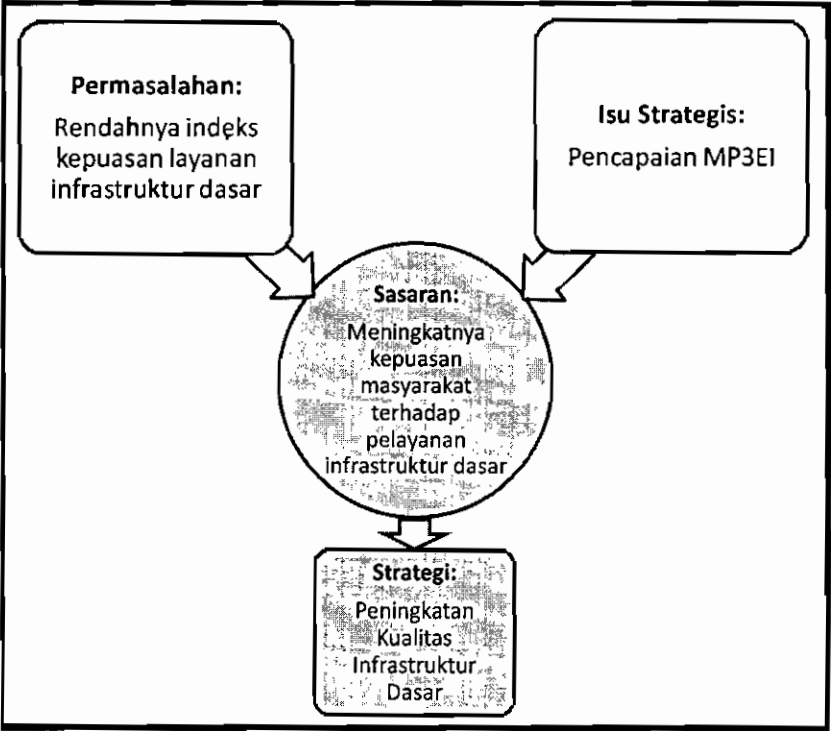 Permasalahan:
Rendahnya indeks
kepuasan layanan
infrastruktur dasar
Isu Strategis:
Pencapaian MP3EI
Sasaran:
Meningkatnya
kepuasan
masyarakat
terhadap
pelayanan
infrastruktur dasar
Strategi:
Peningkatan
Kualitas
Infrastruktur
Dasar